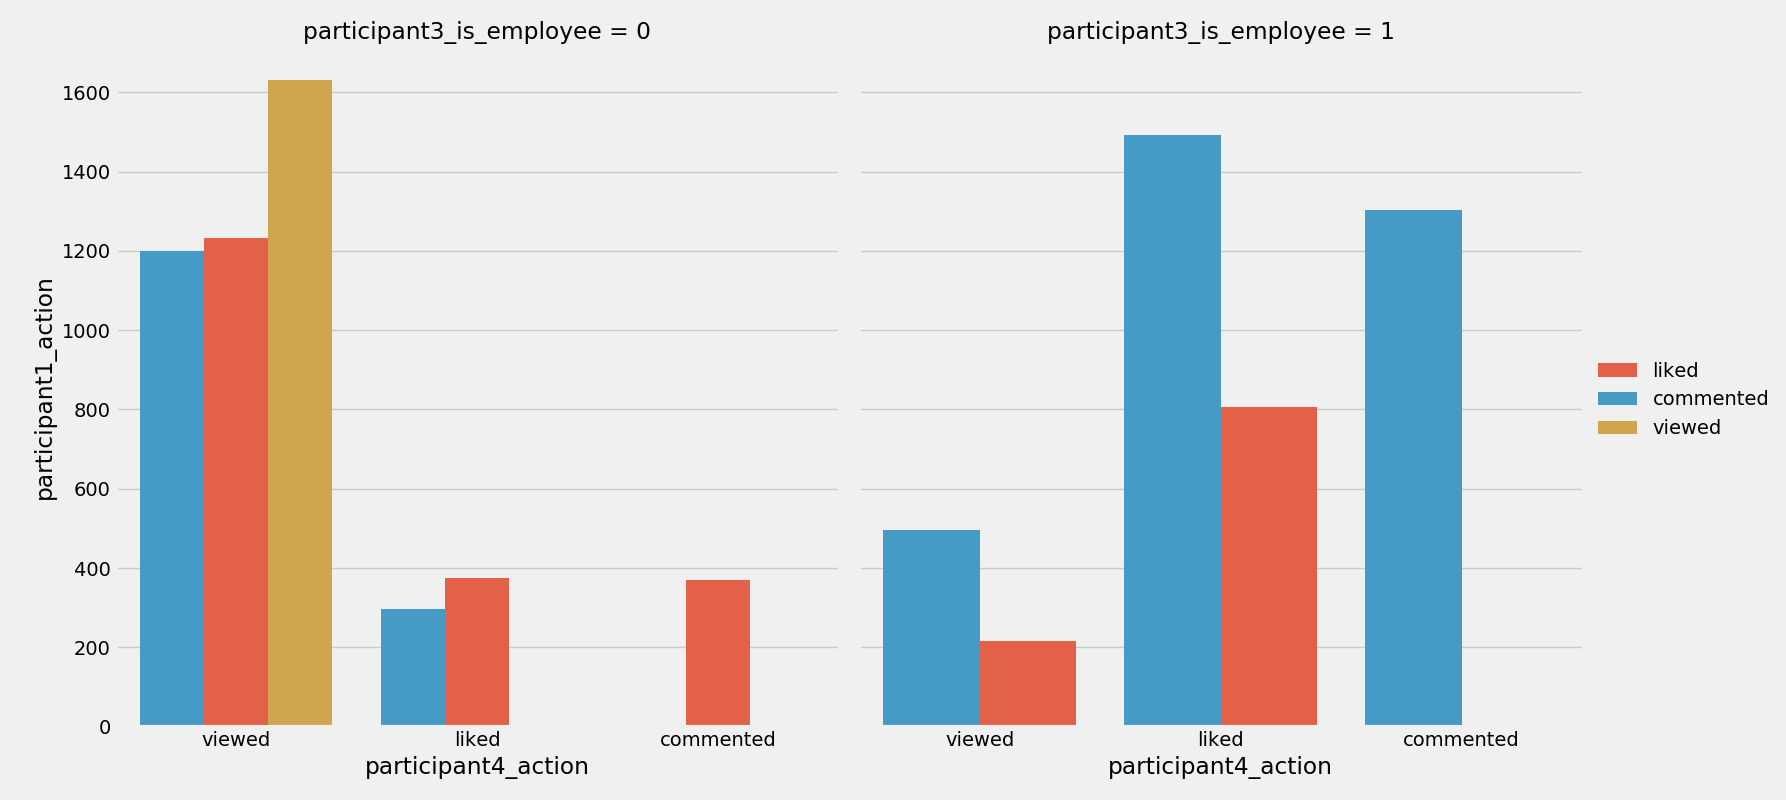 participant3_is_employee = 0
participant3_is_employee = 1
participant1_action
1600
1400
1200
1000
800
600
400
200
0
viewed
liked
commented
participant4_action
viewed
liked
commented
participant4_action
liked
commented
viewed